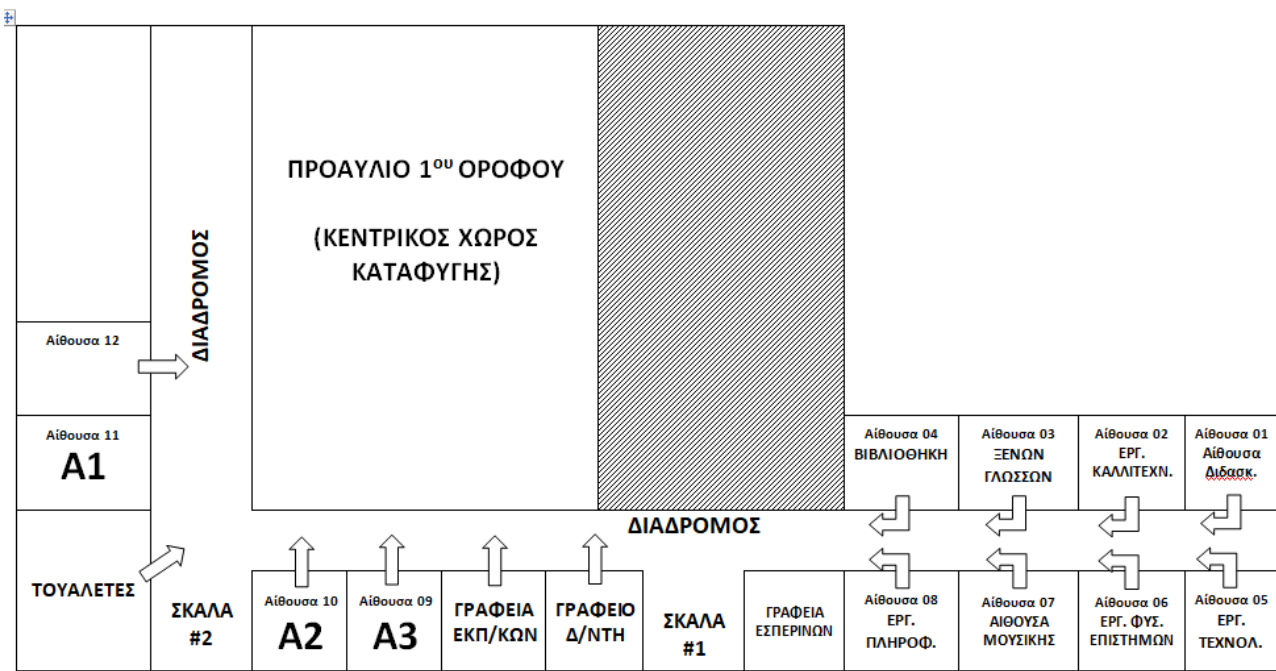 ΠΡΟΑΥΛΙΟ 1ου ΟΡΟΦΟΥ
(ΚΕΝΤΡΙΚΟΣ ΧΩΡΟΣ
ΚΑΤΑΦΥΓΗΣ)
ΔΙΑΔΡΟΜΟΣ
Αίθουσα 12
Αίθουσα 11
Α1
ΤΟΥΑΛΕΤΕΣ
Αίθουσα 04
ΒΙΒΛΙΟΘΗΚΗ
Αίθουσα 03
ΞΕΝΩΝ
ΓΛΩΣΣΩΝ
Αίθουσα 02
ΕΡΓ.
ΚΑΛΛΙΤΕΧΝ.
Αίθουσα 01
Αίθουσα
Διδασκ.
ΔΙΑΔΡΟΜΟΣ
ΣΚΑΛΑ
#2
Αίθουσα 10
Α2
Αίθουσα 09
Α3
ΓΡΑΦΕΙΑ
ΕΚΠ/ΚΩΝ
ΓΡΑΦΕΙΟ
Δ/ΝΤΗ
ΣΚΑΛΑ
#1
ΓΡΑΦΕΙΑ
ΕΣΠΕΡΙΝΩΝ
Αίθουσα 08
ΕΡΓ.
ΠΛΗΡΟΦ.
Αίθουσα 07
ΑΙΘΟΥΣΑ
ΜΟΥΣΙΚΗΣ
Αίθουσα 06
ΕΡΓ. ΦΥΣ.
ΕΠΙΣΤΗΜΩΝ
Αίθουσα 05
ΕΡΓ.
ΤΕΧΝΟΛ.